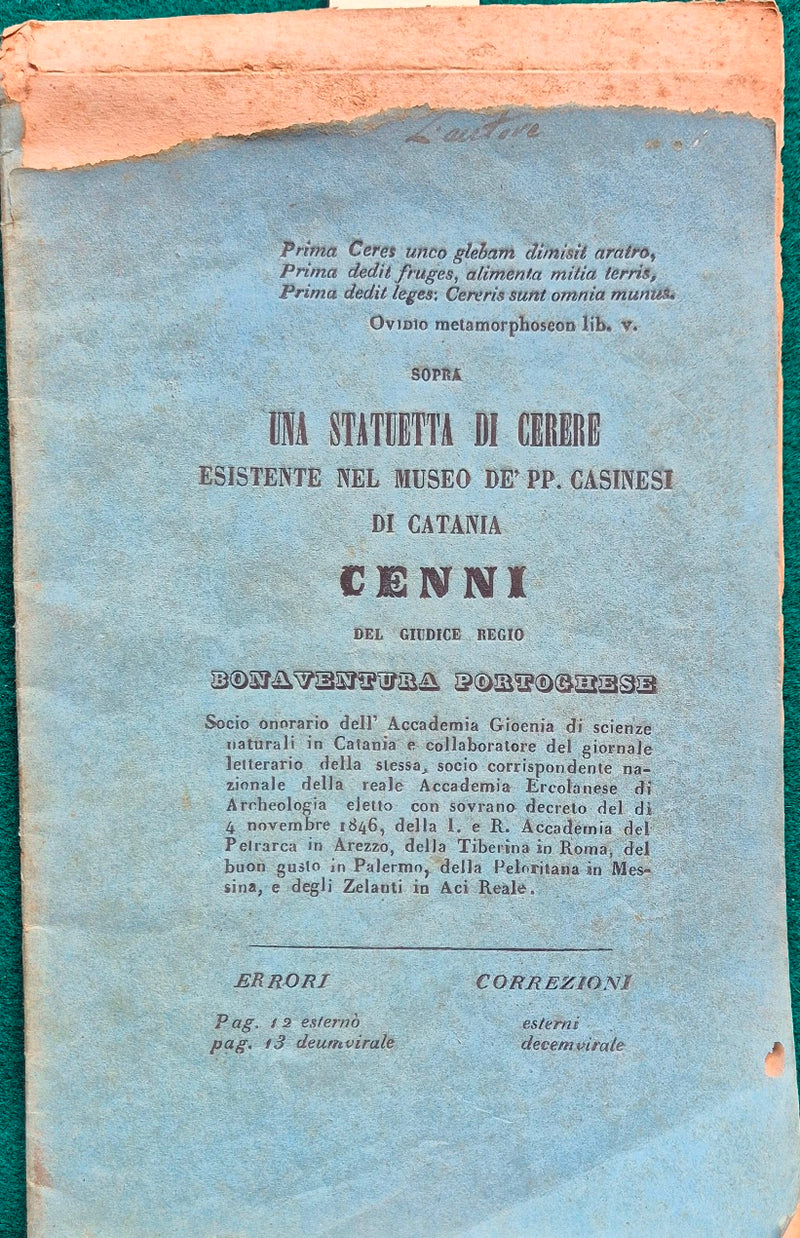 L'autore
Prima Ceres unco glebam dimisit aratro,
Prima dedit fruges, alimenta mitia terris,
Prima dedit leges: Cereris sunt omnia munus.
Ovidio metamorphoseon lib. v.
SOPRA
UNA STATUETTA DI CERERE
ESISTENTE NEL MUSEO DE' PP. CASINESI
DI CATANIA
CENNI
DEL GIUDICE REGIO
BONAVENTURA PORTOGHESE
Socio onorario dell' Accademia Gioenia di scienze
naturali in Catania e collaboratore del giornale
letterario della stessa, socio corrispondente na-
zionale della reale Accademia Ercolanese di
Archeologia eletto con sovrano decreto del dì
4 novembre 1846, della I. e R. Accademia del
Petrarca in Arezzo, della Tiberina in Roma, del
buon gusto in Palermo, della Peloritana in Mes-
sina, e degli Zelanti in Aci Reale.
ERRORI CORREZIONI
Pag. 12 esternò esterni
pag. 13 deumvirale decemvirale